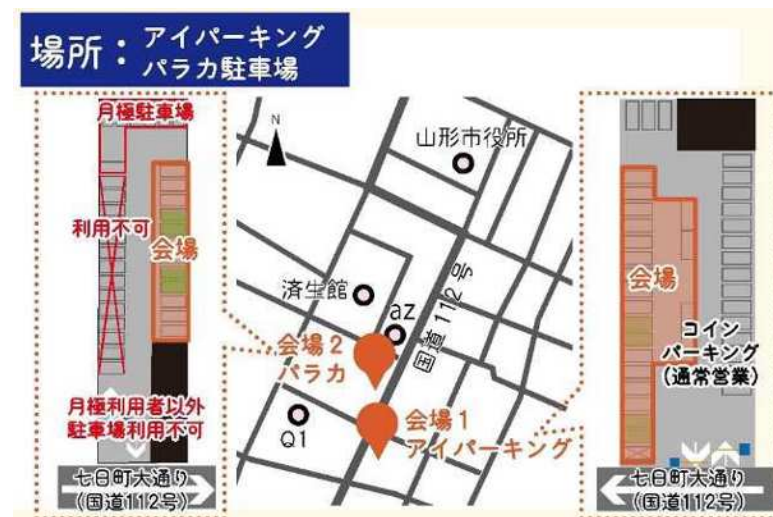 場所：アイパーキング
パラカ駐車場
月極駐車場
利用不可
会場
月極利用者以外
駐車場利用不可
七日町大通り
(国道112号)
N
山形市役所
済生館
az
国道112号
会場2
パラカ
会場1
アイパーキング
Q1
会場
コイン
パーキング
(通常営業)
七日町大通り
(国道112号)